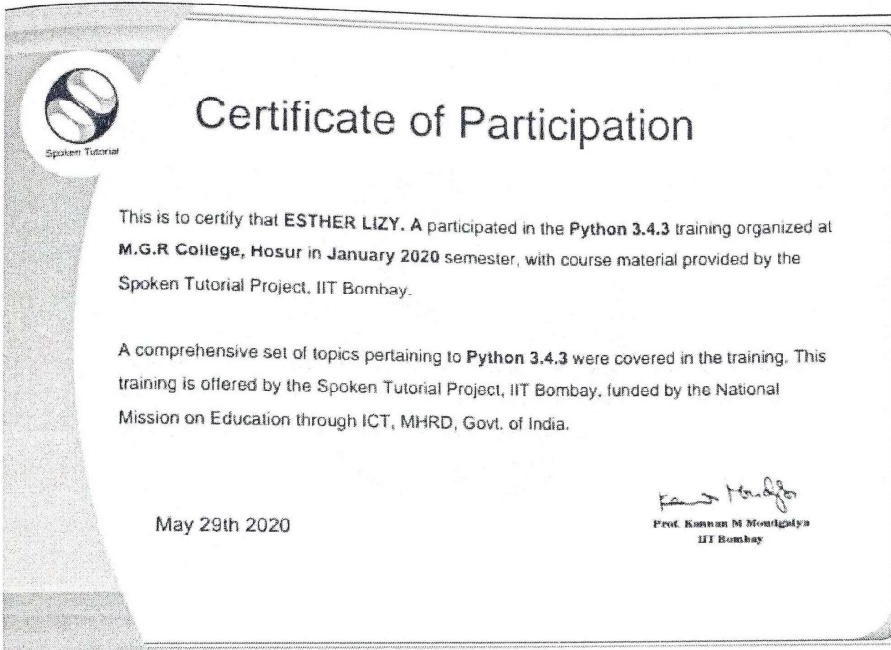 Spoken Tutorial
Certificate of Participation
This is to certify that ESTHER LIZY. A participated in the Python 3.4.3 training organized at
M.G.R College, Hosur in January 2020 semester, with course material provided by the
Spoken Tutorial Project, IIT Bombay.
A comprehensive set of topics pertaining to Python 3.4.3 were covered in the training. This
training is offered by the Spoken Tutorial Project, IIT Bombay, funded by the National
Mission on Education through ICT, MHRD, Govt. of India.
May 29th 2020
Prof. Kannan M Moudgalya
IIT Bombay